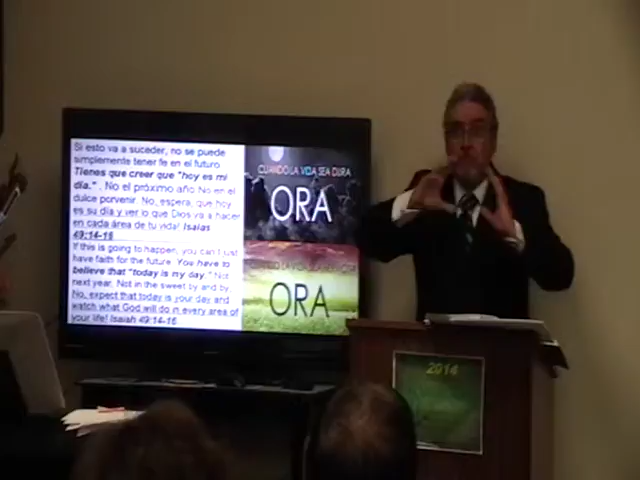 Si esto va a suceder, no se puede
simplemente tener fe en el futuro
Tienes que creer que "hoy es mi
día." . No el próximo año No en el
dulce porvenir. No, espera, que hoy
es su día y ver lo que Dios va a hacer
en cada área de tu vida! Isaías
49:14-16
If this is going to happen, you can't just
have faith for the future. You have to
believe that "today is my day." Not
next year. Not in the sweet by and by.
No, expect that today is your day and
watch what God will do in every area of
your life! Isaiah 49:14-16
CUANDO LA VIDA SEA DURA
ORA
CUANDO LA VIDA SEA
ORA
2014